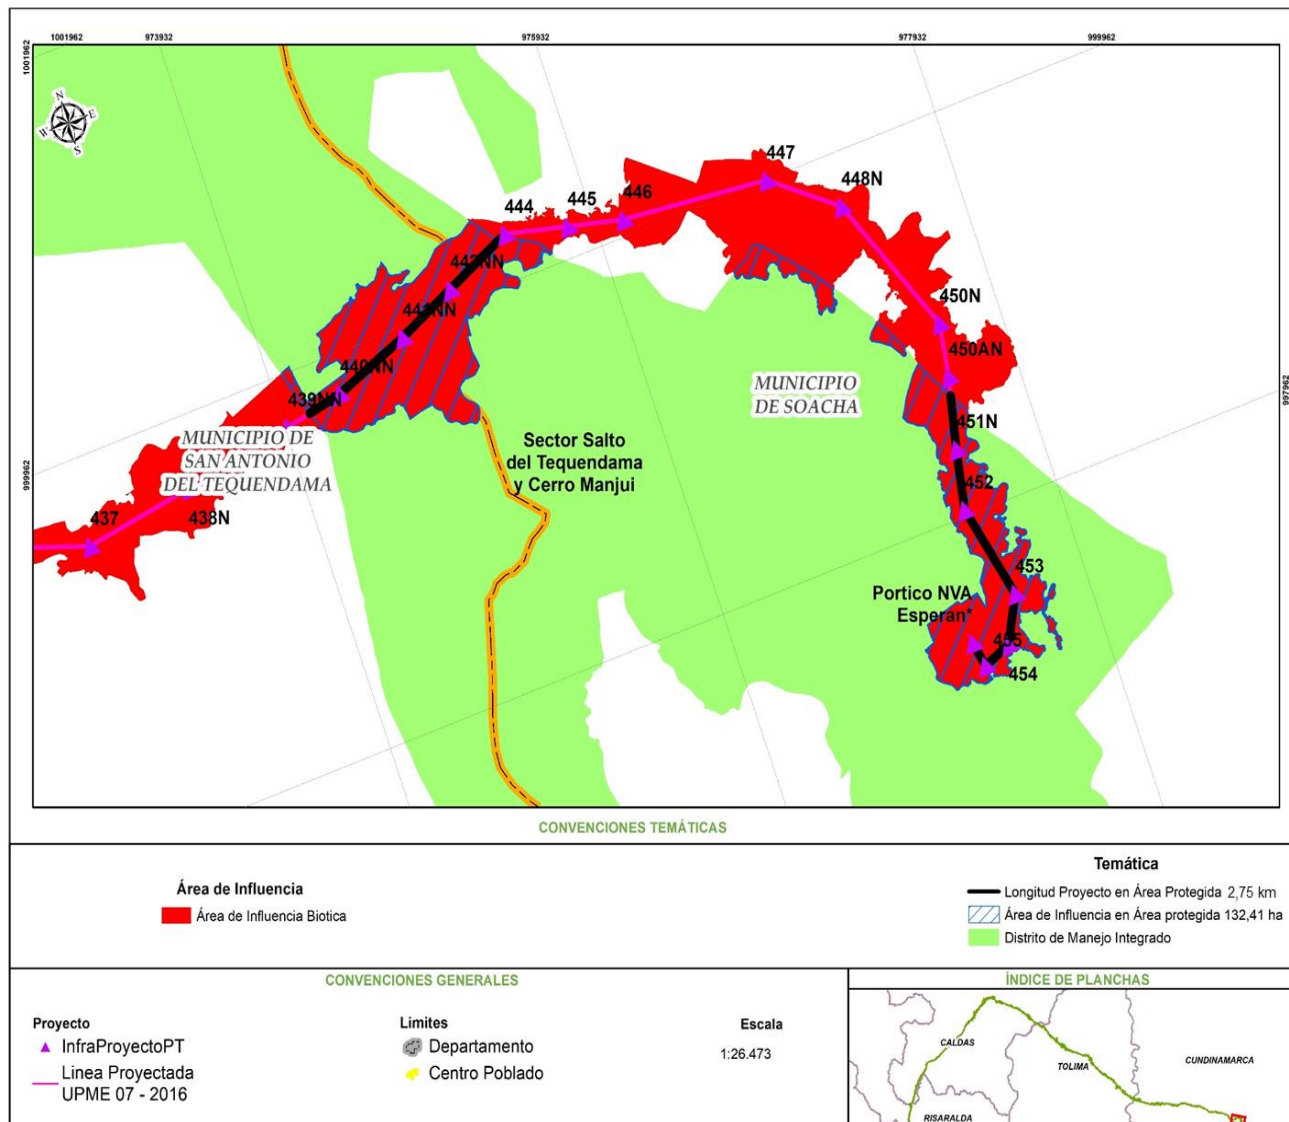 1001962
973932
975932
977932
999962
1001962
N
W
E
S
447
448N
444
445
446
443NN
450N
450AN
440NN
439NN
MUNICIPIO
DE SOACHA
451N
MUNICIPIO DE
SAN ANTONIO
DEL TEQUENDAMA
Sector Salto
del Tequendama
y Cerro Manjui
997962
999962
452
437
438N
453
Portico NVA
Esperan*
455
454
CONVENCIONES TEMÁTICAS
Área de Influencia
Área de Influencia Biotica
Temática
Longitud Proyecto en Área Protegida 2,75 km
Área de Influencia en Área protegida 132,41 ha
Distrito de Manejo Integrado
CONVENCIONES GENERALES
Proyecto
InfraProyectoPT
Linea Proyectada
UPME 07 - 2016
Limites
Departamento
Centro Poblado
Escala
1:26.473
ÍNDICE DE PLANCHAS
CALDAS
TOLIMA
CUNDINAMARCA
RISARALDA